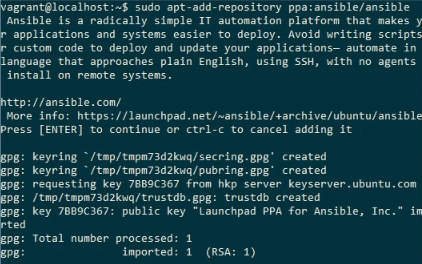 vagrant@localhost:~$ sudo apt-add-repository ppa:ansible/ansible
 Ansible is a radically simple IT automation platform that makes y
r applications and systems easier to deploy. Avoid writing scripts
r custom code to deploy and update your applications— automate in
language that approaches plain English, using SSH, with no agents
 install on remote systems.

http://ansible.com/
 More info: https://launchpad.net/~ansible/+archive/ubuntu/ansible
Press [ENTER] to continue or ctrl-c to cancel adding it

gpg: keyring `/tmp/tmpm73d2kwq/secring.gpg' created
gpg: keyring `/tmp/tmpm73d2kwq/pubring.gpg' created
gpg: requesting key 7BB9C367 from hkp server keyserver.ubuntu.com
gpg: /tmp/tmpm73d2kwq/trustdb.gpg: trustdb created
gpg: key 7BB9C367: public key "Launchpad PPA for Ansible, Inc." im
rted
gpg: Total number processed: 1
gpg:               imported: 1  (RSA: 1)